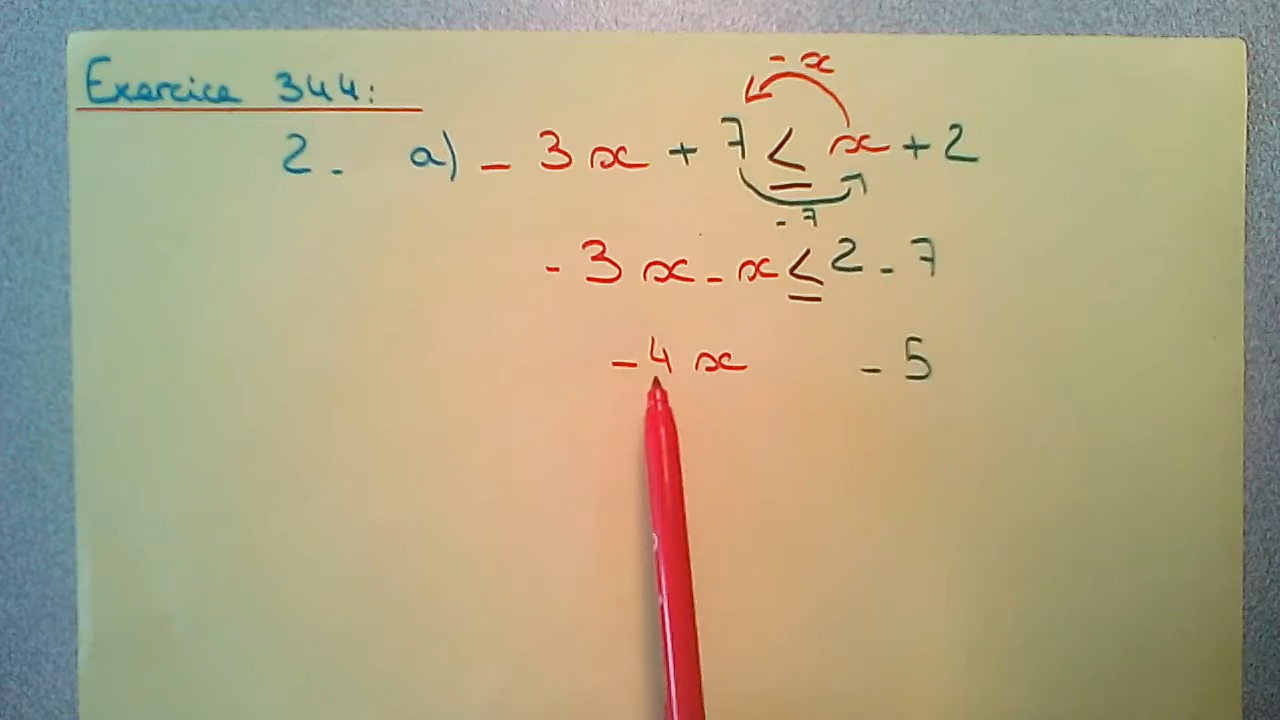 Exercice 344:
- x
2. a) - 3x + 7 ≤ x + 2
- 7
- 3x - x ≤ 2 - 7
- 4x - 5